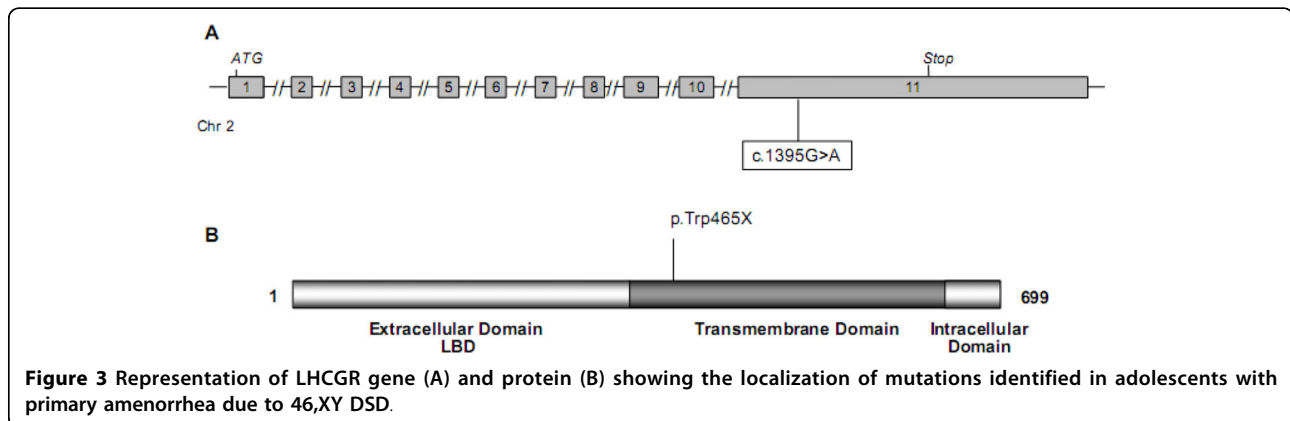 A
ATG
Stop
1 // 2 // 3 // 4 // 5 // 6 // 7 // 8 // 9 // 10 // 11
Chr 2
c.1395G>A
p.Trp465X
B
1
699
Extracellular Domain
LBD
Transmembrane Domain
Intracellular
Domain
Figure 3 Representation of LHCGR gene (A) and protein (B) showing the localization of mutations identified in adolescents with
primary amenorrhea due to 46,XY DSD.